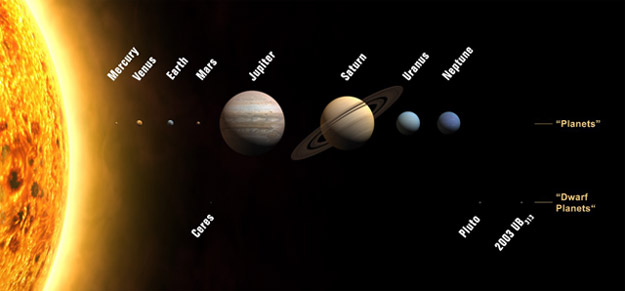 Mercury
Venus
Earth
Mars
Jupiter
Saturn
Uranus
Neptune
“Planets”
Ceres
Pluto
2003 UB313
“Dwarf
Planets“